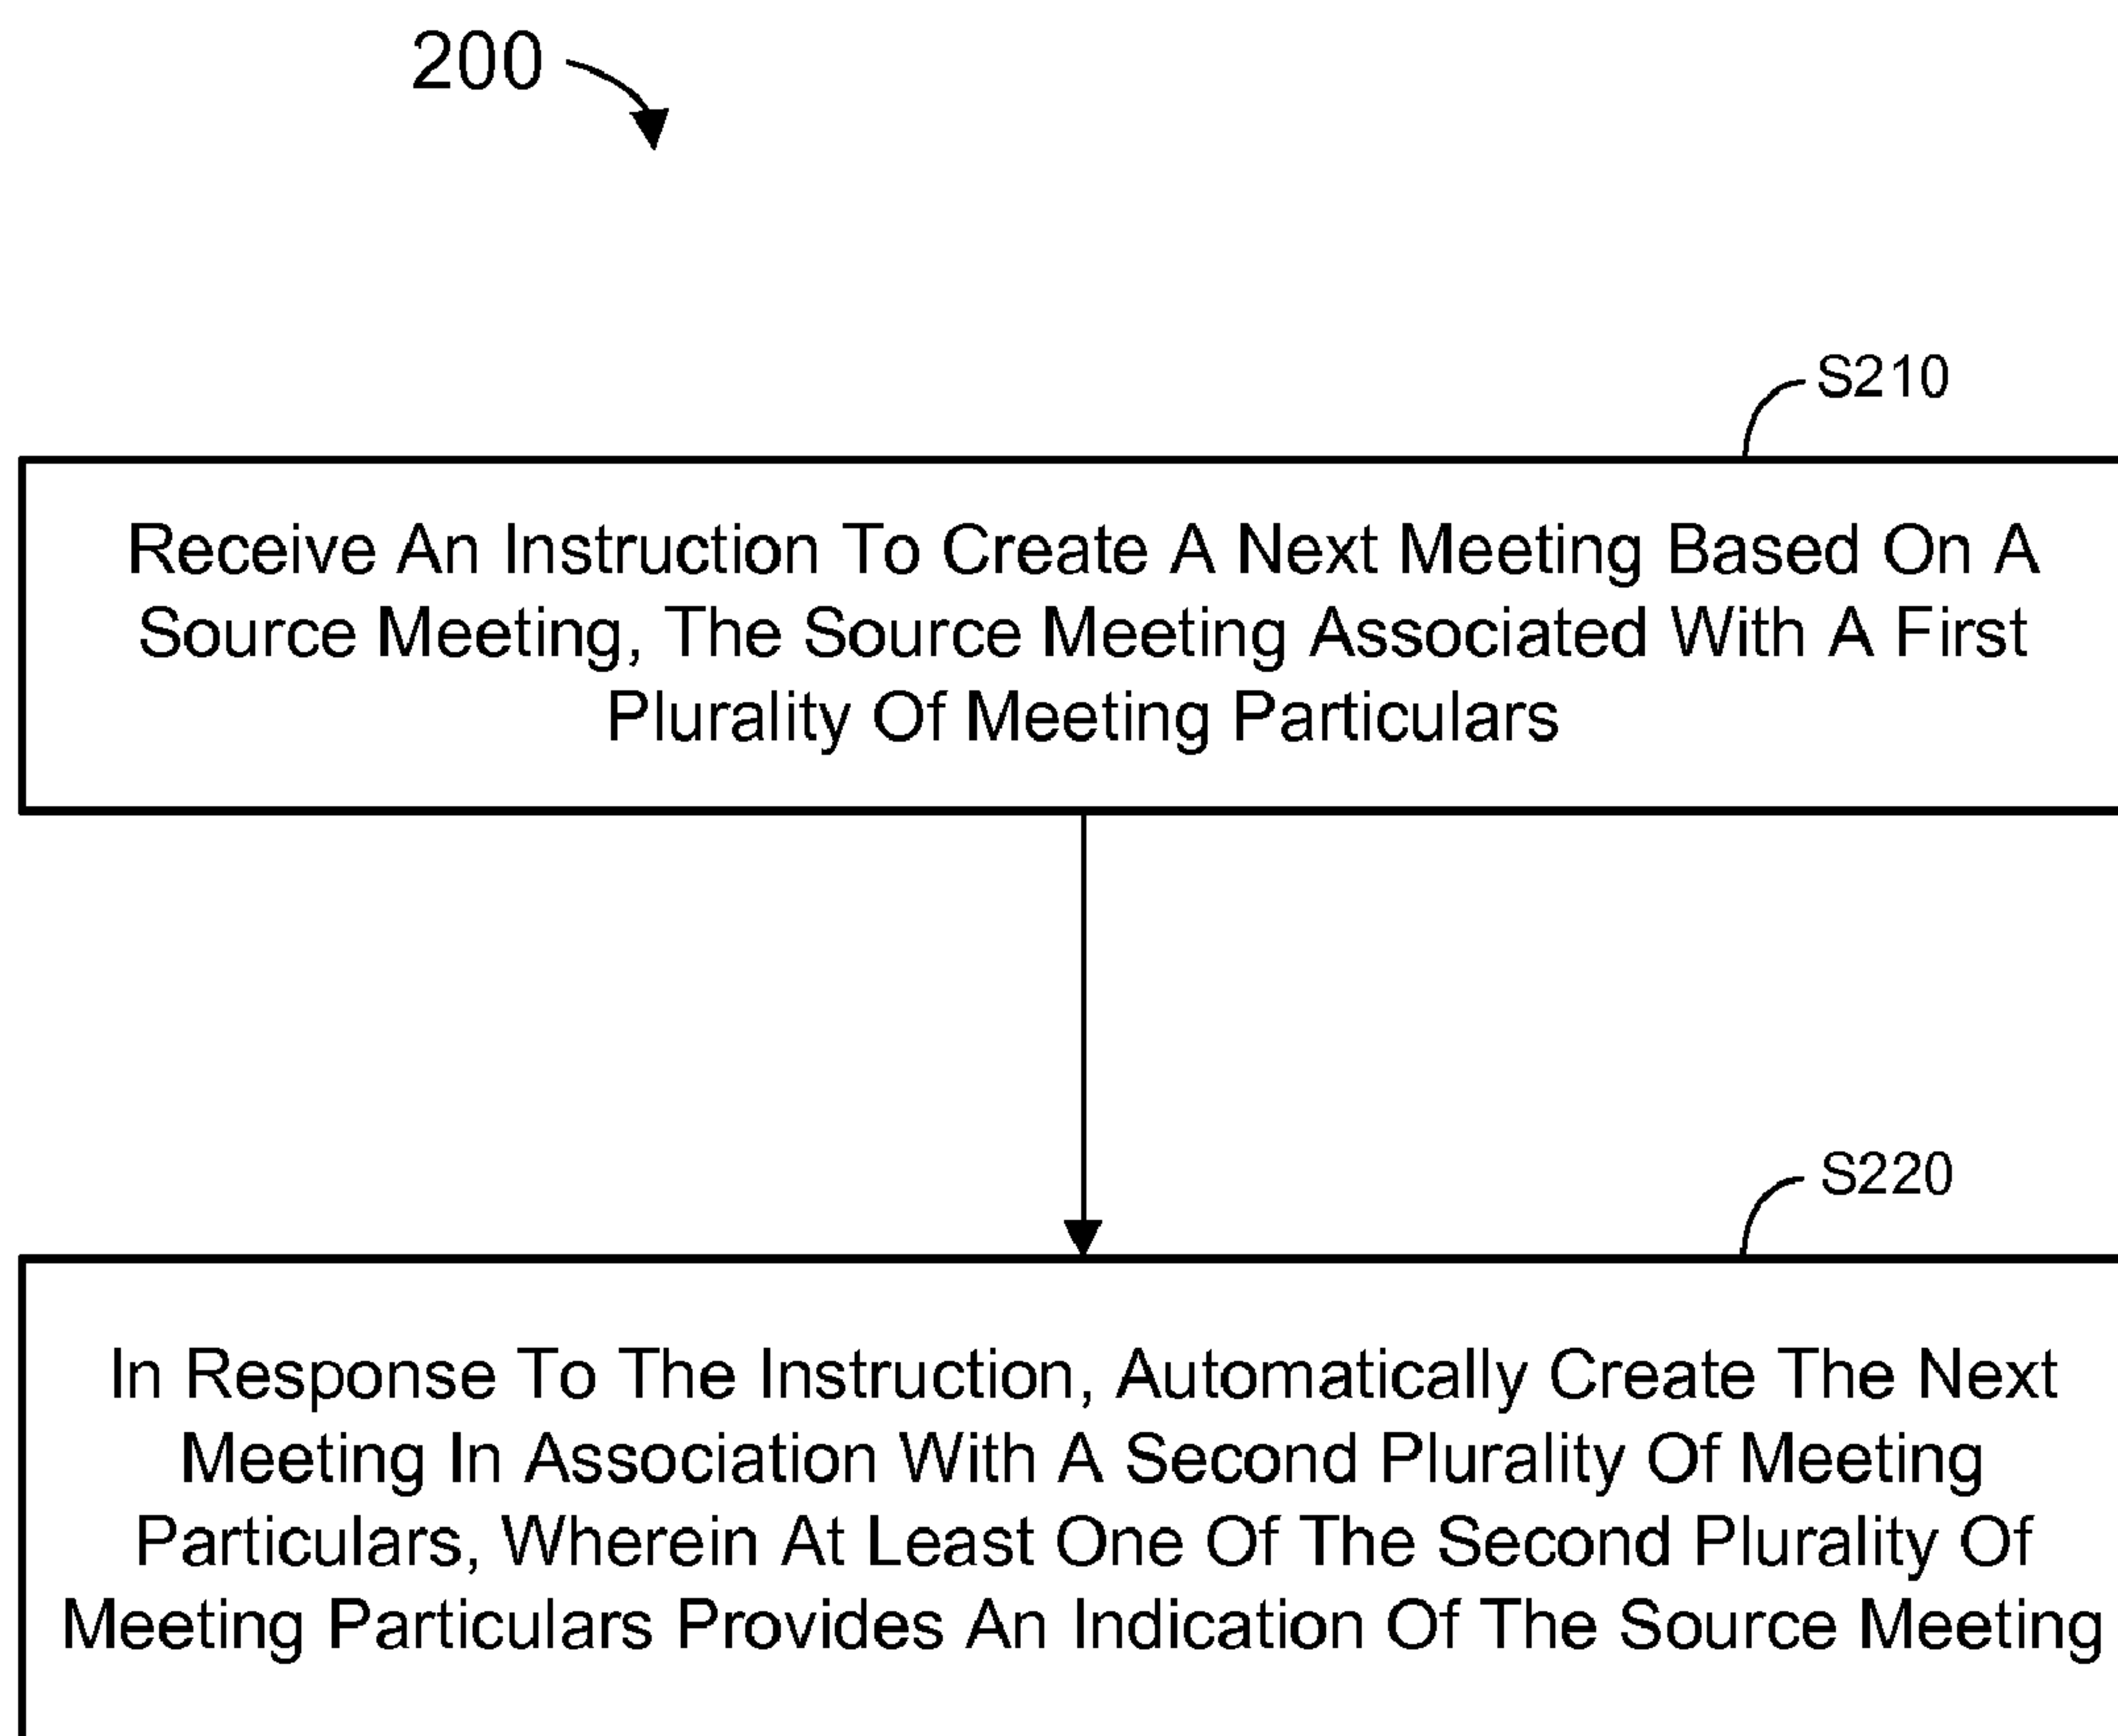 200
S210
Receive An Instruction To Create A Next Meeting Based On A
Source Meeting, The Source Meeting Associated With A First
Plurality Of Meeting Particulars
S220
In Response To The Instruction, Automatically Create The Next
Meeting In Association With A Second Plurality Of Meeting
Particulars, Wherein At Least One Of The Second Plurality Of
Meeting Particulars Provides An Indication Of The Source Meeting